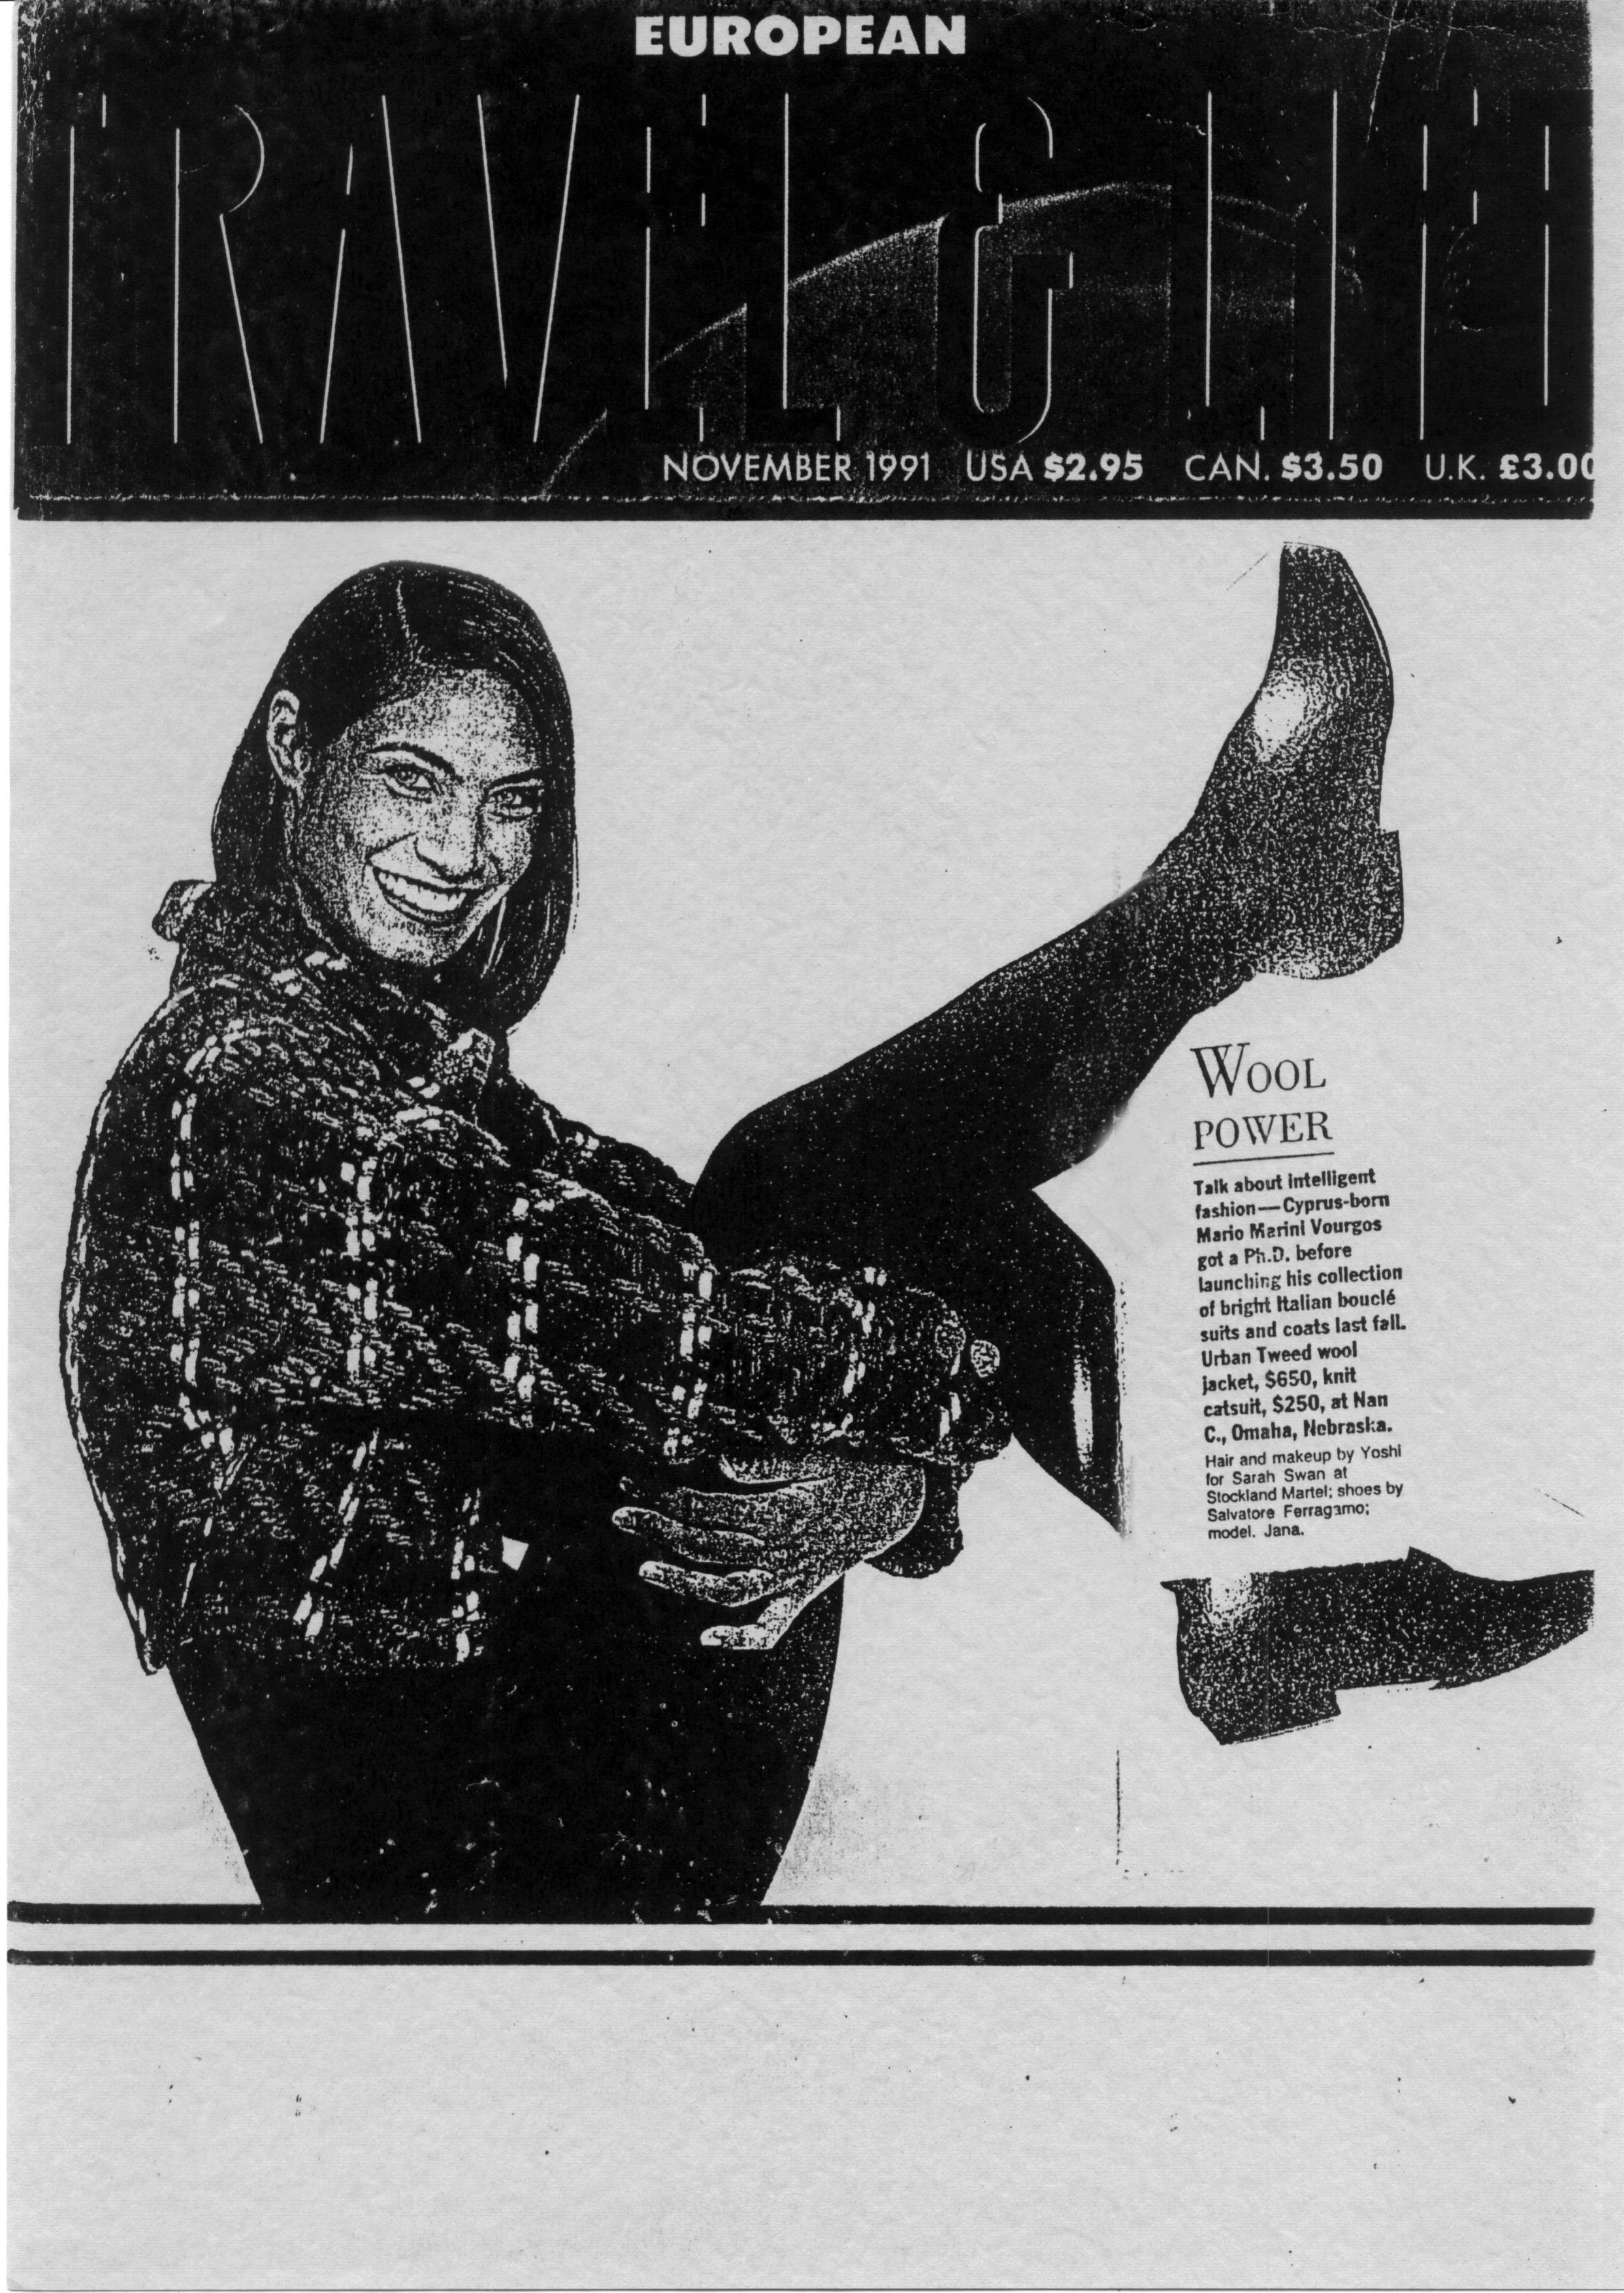 EUROPEAN
TRAVEL & LIFE
NOVEMBER 1991 USA $2.95 CAN. $3.50 U.K. £3.00
WOOL
POWER
Talk about intelligent
fashion—Cyprus-born
Mario Marini Vourgos
got a Ph.D. before
launching his collection
of bright Italian bouclé
suits and coats last fall.
Urban Tweed wool
jacket, $650, knit
catsuit, $250, at Nan
C., Omaha, Nebraska.
Hair and makeup by Yoshi
for Sarah Swan at
Stockland Martel; shoes by
Salvatore Ferragamo;
model. Jana.